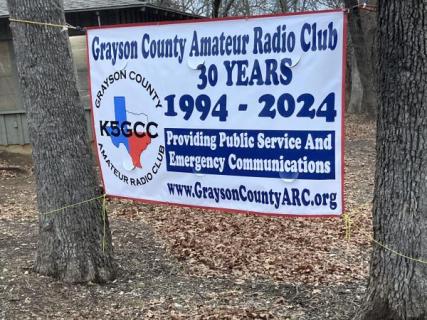 Grayson County Amateur Radio Club
30 YEARS
1994 - 2024
Providing Public Service And
Emergency Communications
www.GraysonCountyARC.org
GRAYSON COUNTY
K5GCC
AMATEUR RADIO CLUB